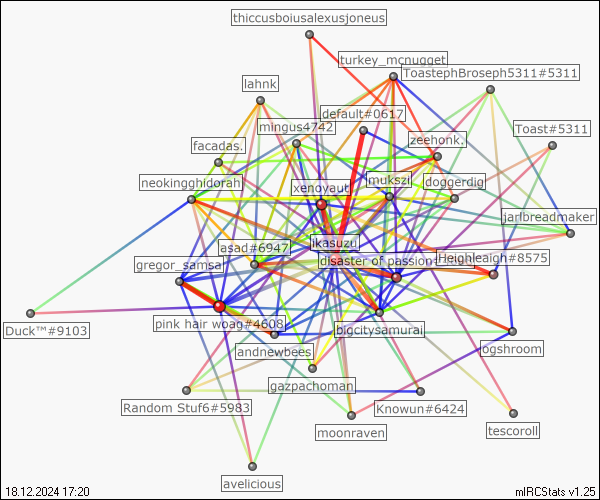 thiccusboiusalexusjoneus
turkey_mcnugget
ToastephBroseph5311#5311
lahnk
default#0617
mingus4742
Toast#5311
facadas.
zeehonk.
neokingghidorah
xenoyaut
mukszi
doggerdig
jarlbreadmaker
asad#6947
ikasuzu
disaster of passion
Heighleaigh#8575
gregor_samsa
pink hair woag#4608
bigcitysamurai
Duck™#9103
andnewbees
ogshroom
gazpachoman
Random Stuf6#5983
Knowun#6424
moonraven
tescoroll
avelicious
18.12.2024 17:20
mIRCStats v1.25